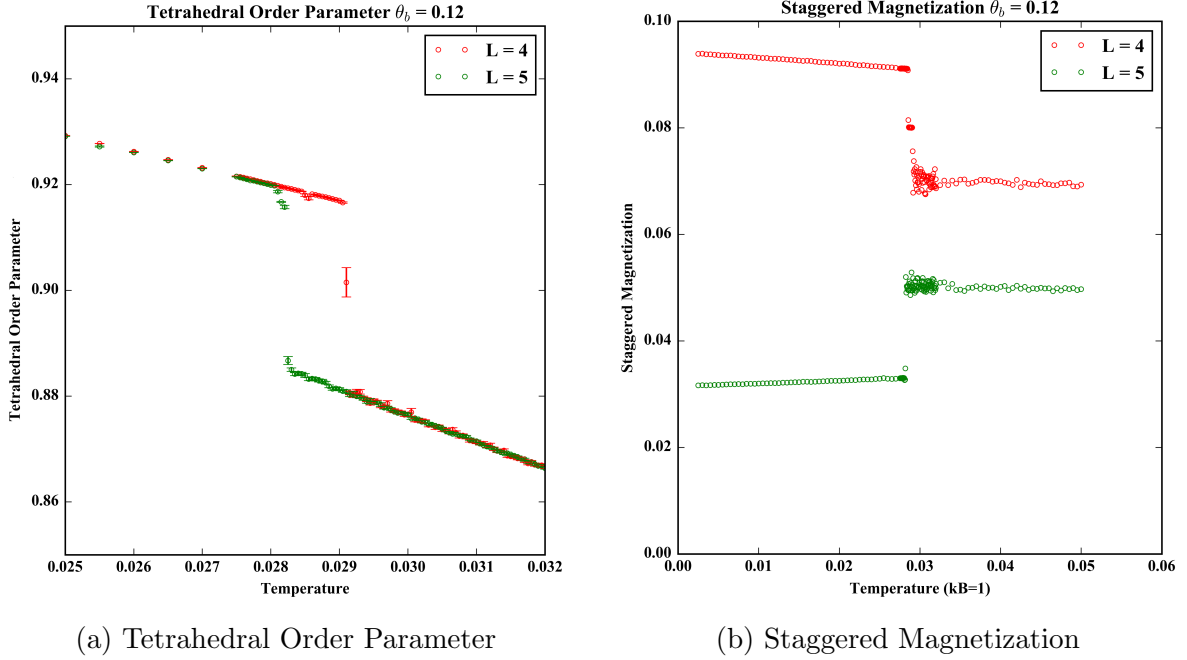 Tetrahedral Order Parameter θb = 0.12
L = 4
L = 5
0.94
0.92
0.90
0.88
0.86
Tetrahedral Order Parameter
0.025 0.026 0.027 0.028 0.029 0.030 0.031 0.032
Temperature
(a) Tetrahedral Order Parameter
Staggered Magnetization θb = 0.12
L = 4
L = 5
0.10
0.08
0.06
0.04
0.02
0.00
Staggered Magnetization
0.00 0.01 0.02 0.03 0.04 0.05 0.06
Temperature (kB=1)
(b) Staggered Magnetization